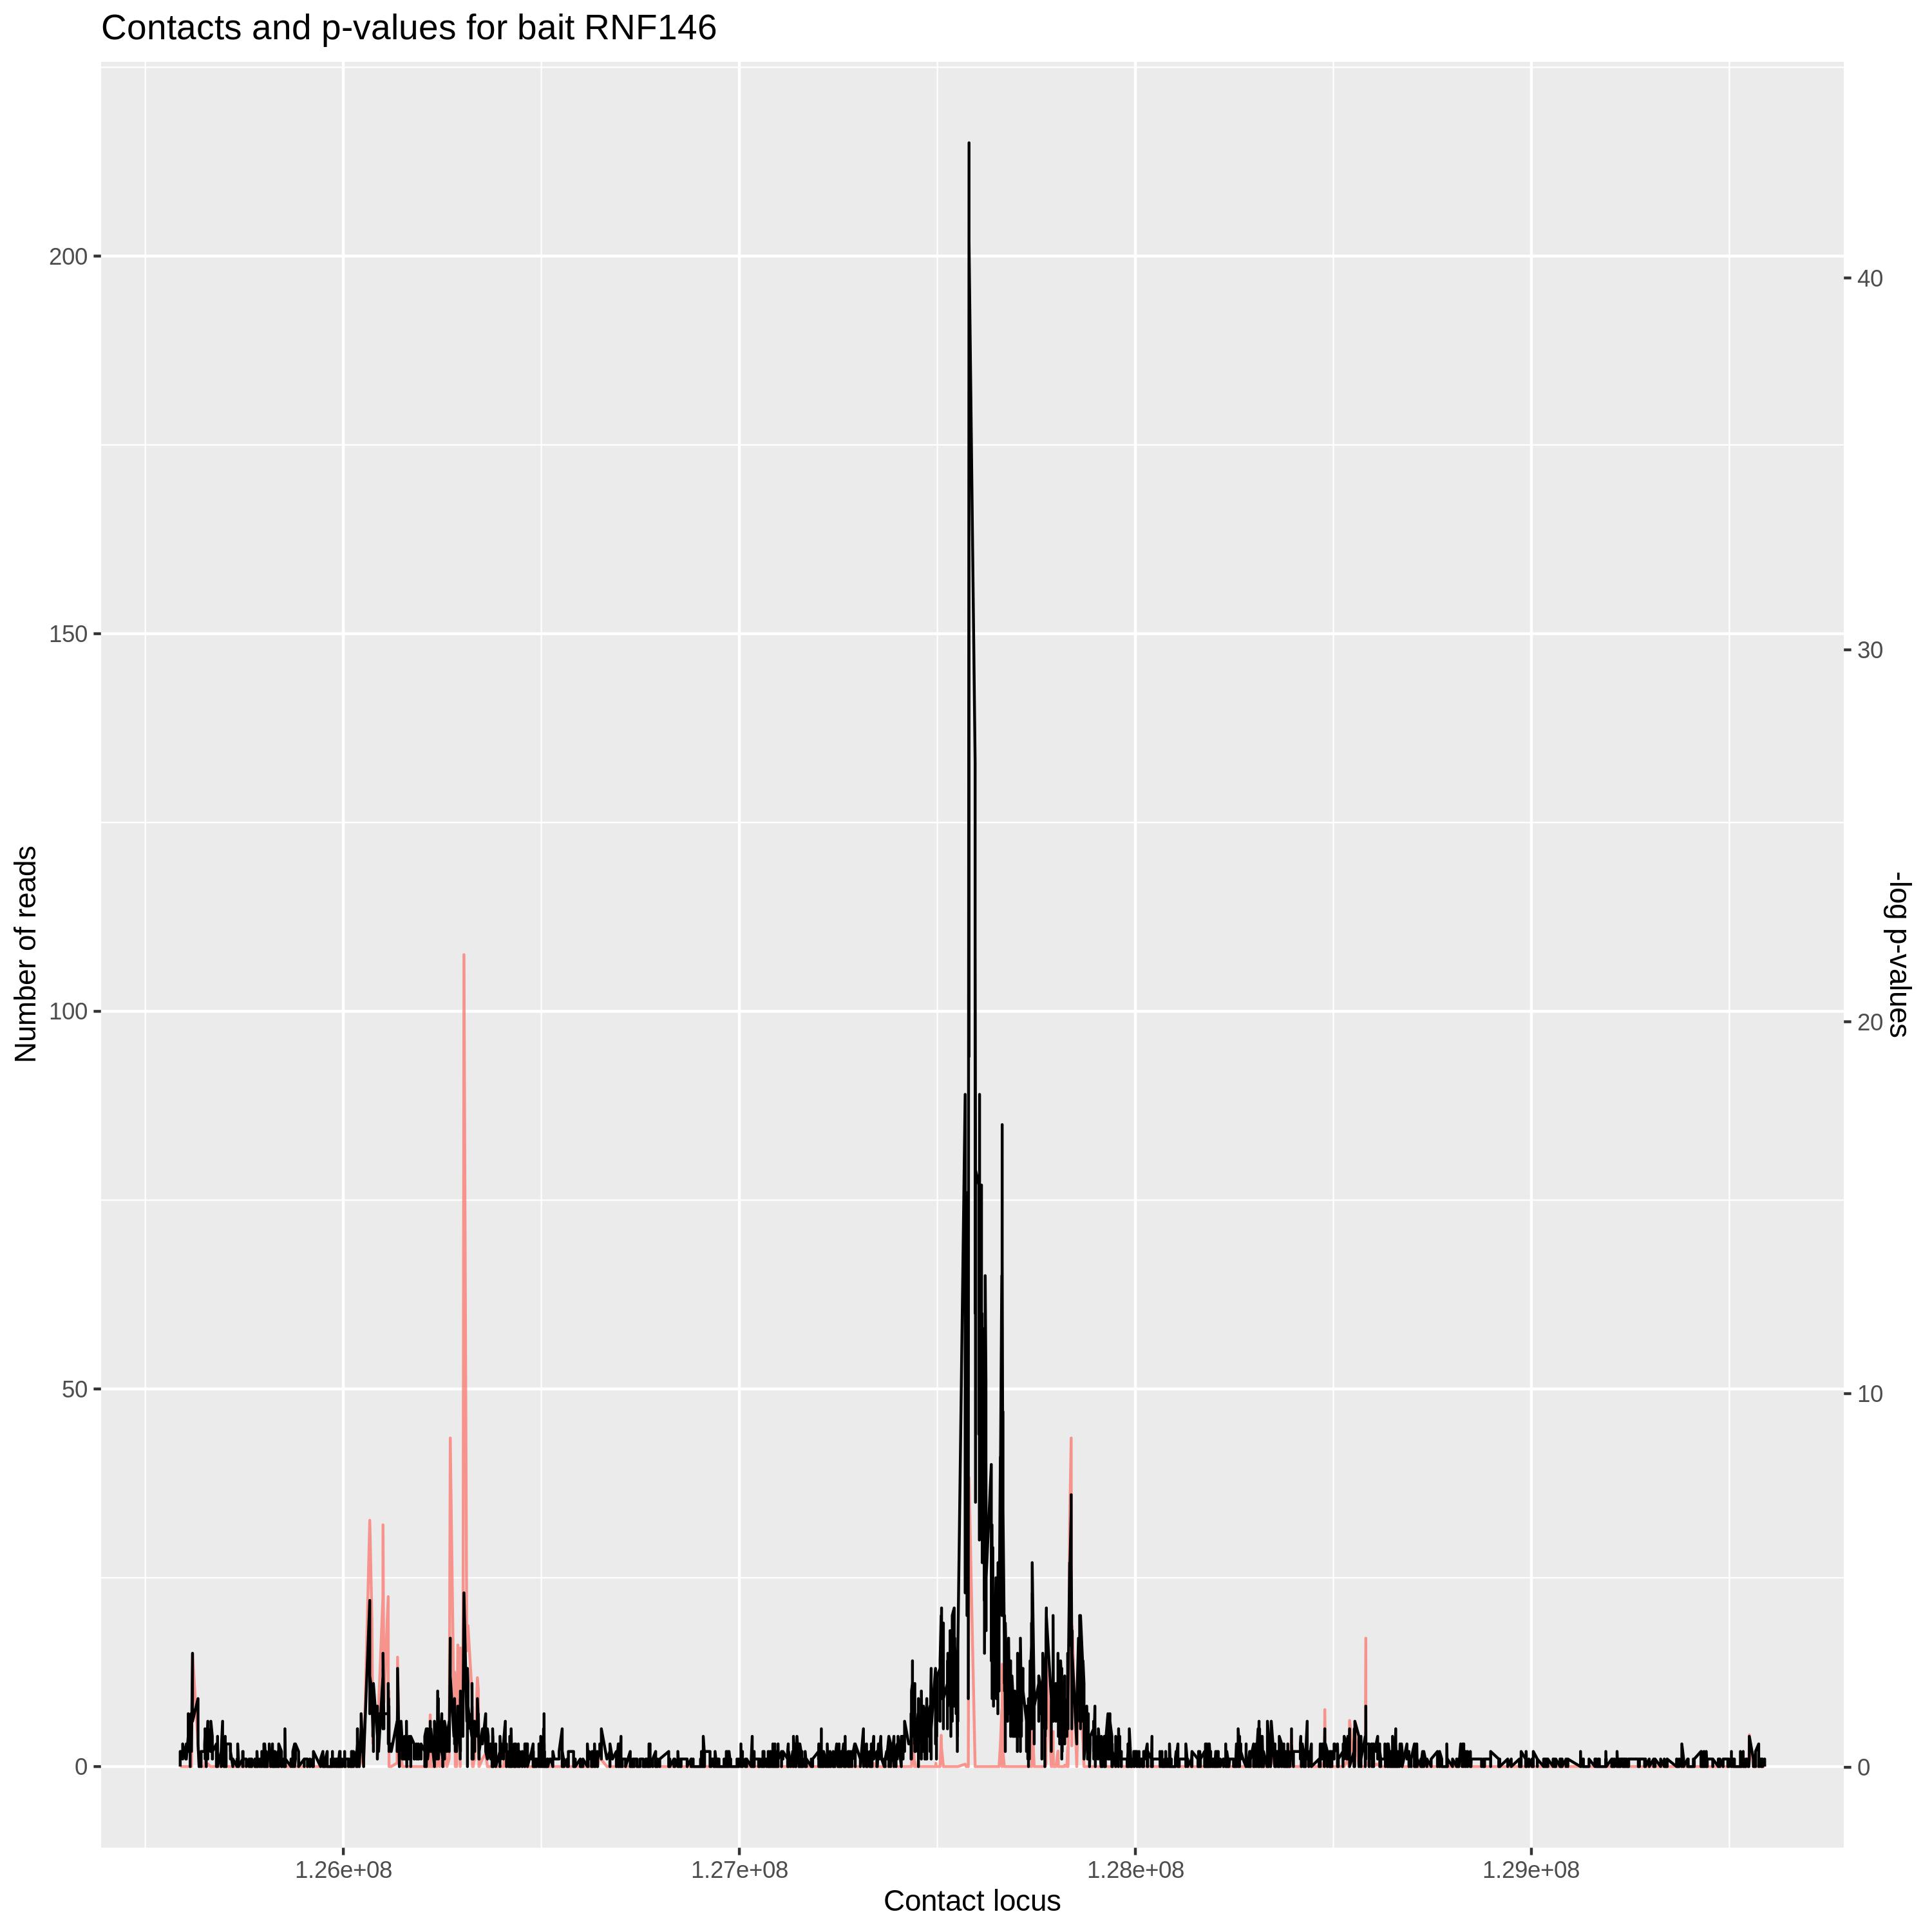 Contacts and p-values for bait RNF146
200
150
100
50
0
40
30
20
10
0
Number of reads
-log p-values
1.26e+08
1.27e+08
1.28e+08
1.29e+08
Contact locus